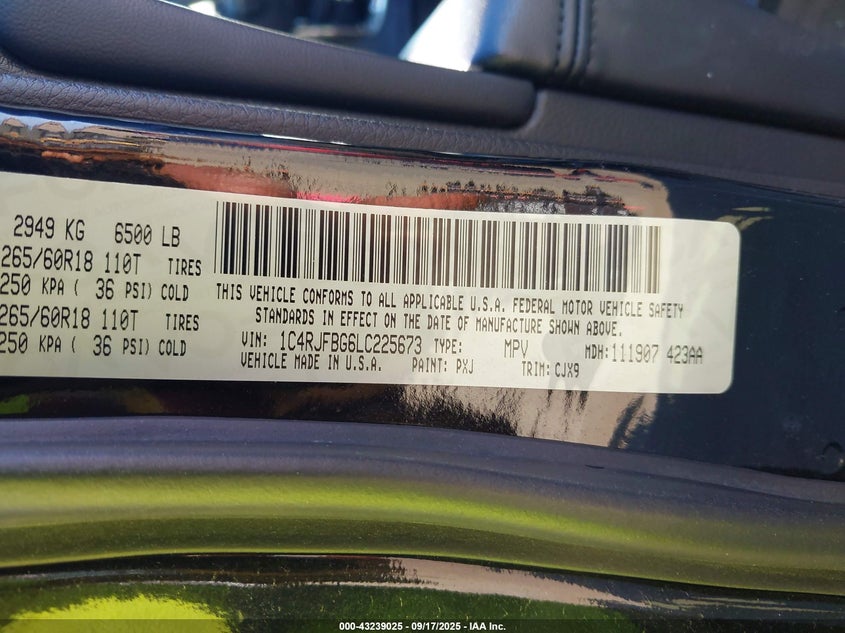 2949 KG 6500 LB
265/60R18 110T TIRES
250 KPA ( 36 PSI) COLD
265/60R18 110T TIRES
250 KPA ( 36 PSI) COLD
THIS VEHICLE CONFORMS TO ALL APPLICABLE U.S.A. FEDERAL MOTOR VEHICLE SAFETY
STANDARDS IN EFFECT ON THE DATE OF MANUFACTURE SHOWN ABOVE.
VIN: 1C4RJFBG6LC225673 TYPE: MPV MDH: 111907 423AA
VEHICLE MADE IN U.S.A. PAINT: PXJ TRIM: CJX9
000-43239025 - 09/17/2025 - IAA Inc.